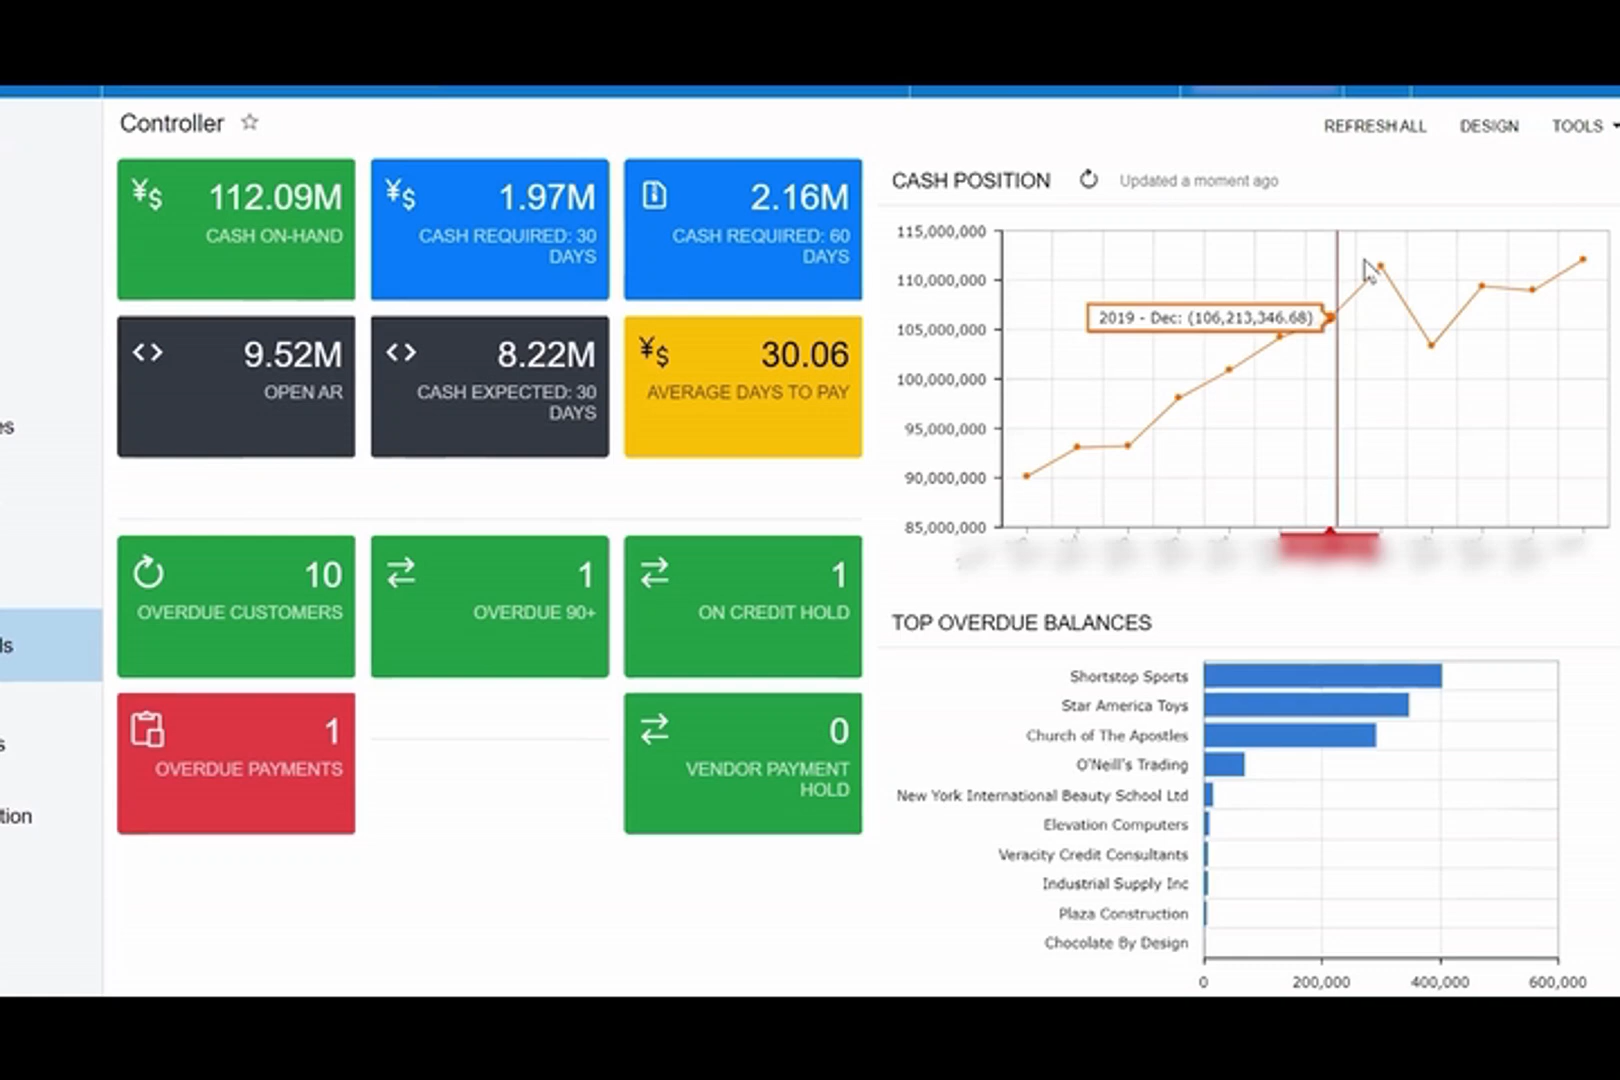 Controller
REFRESH ALL
DESIGN
TOOLS
112.09M
CASH ON-HAND
1.97M
CASH REQUIRED: 30
DAYS
2.16M
CASH REQUIRED: 60
DAYS
9.52M
OPEN AR
8.22M
CASH EXPECTED: 30
DAYS
30.06
AVERAGE DAYS TO PAY
10
OVERDUE CUSTOMERS
1
OVERDUE 90+
1
ON CREDIT HOLD
1
OVERDUE PAYMENTS
0
VENDOR PAYMENT
HOLD
CASH POSITION
Updated a moment ago
115,000,000
110,000,000
105,000,000
100,000,000
95,000,000
90,000,000
85,000,000
2019 - Dec: (106,213,346.68)
TOP OVERDUE BALANCES
Shortstop Sports
Star America Toys
Church of The Apostles
O'Neill's Trading
New York International Beauty School Ltd
Elevation Computers
Veracity Credit Consultants
Industrial Supply Inc
Plaza Construction
Chocolate By Design
0
200,000
400,000
600,000